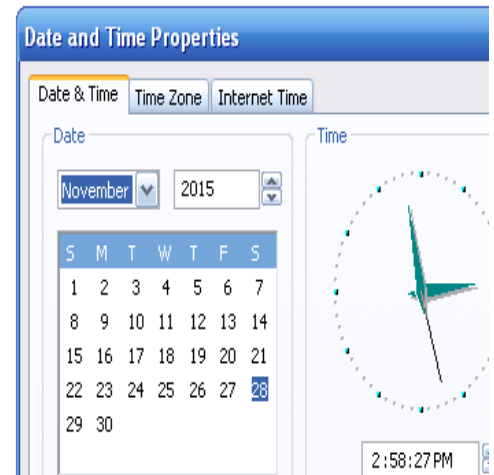 Date and Time Properties
Date & Time Time Zone Internet Time
Date
Time
November 2015
S M T W T F S
1 2 3 4 5 6 7
8 9 10 11 12 13 14
15 16 17 18 19 20 21
22 23 24 25 26 27 28
29 30
2:58:27 PM